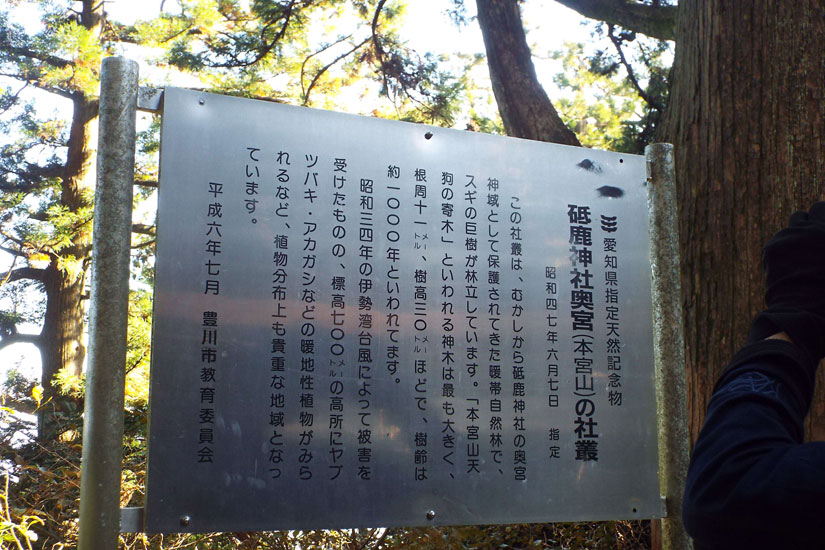 愛知県指定天然記念物
砥鹿神社奥宮(本宮山)の社叢
昭和四七年六月七日　指定
この社叢は、むかしから砥鹿神社の奥宮
神域として保護されてきた暖帯自然林で、
スギの巨樹が林立しています。「本宮山天
狗の寄木」といわれる神木は最も大きく、
根周十一メートル、樹高三〇メートルほどで、樹齢は
約一〇〇〇年といわれてます。
昭和三四年の伊勢湾台風によって被害を
受けたものの、標高七〇〇メートルの高所にヤブ
ツバキ・アカガシなどの暖地性植物がみら
れるなど、植物分布上も貴重な地域となっ
ています。
平成六年七月　豊川市教育委員会